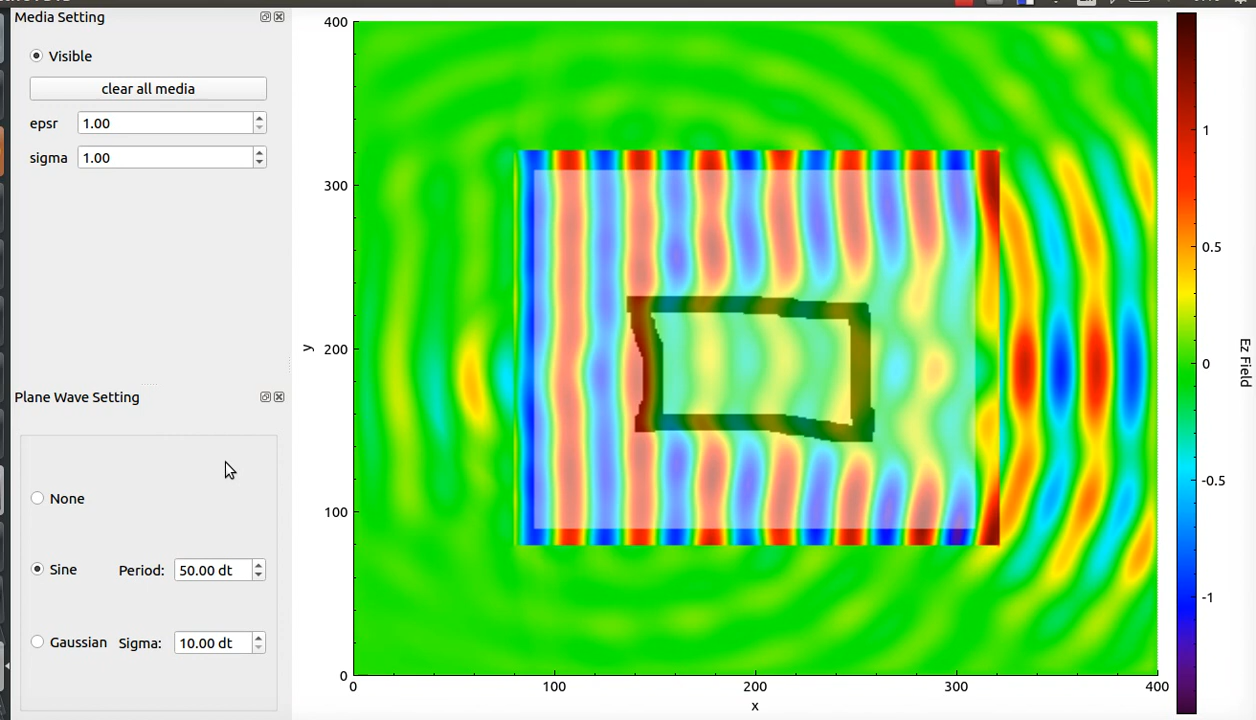 Media Setting
Visible
clear all media
epsr 1.00
sigma 1.00
Plane Wave Setting
None
Sine Period: 50.00 dt
Gaussian Sigma: 10.00 dt
400
300
200
100
0
y
0 100 200 300 400
x
1
0.5
0
-0.5
-1
Ez Field